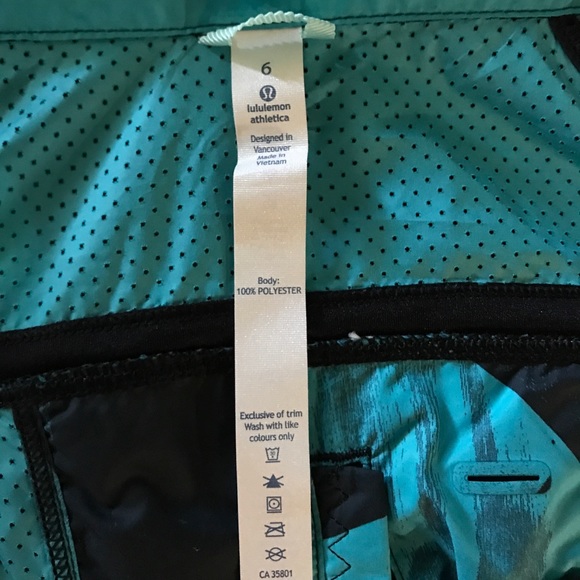 6
lululemon
athletica
Designed in
Vancouver
Made in
Vietnam
Body:
100% POLYESTER
Exclusive of trim
Wash with like
colours only
CA 35801